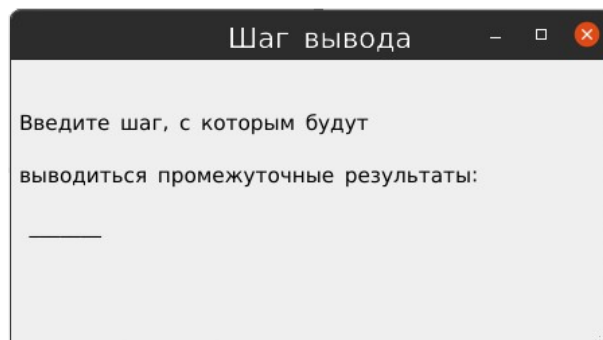 Шаг вывода
Введите шаг, с которым будут
выводиться промежуточные результаты: